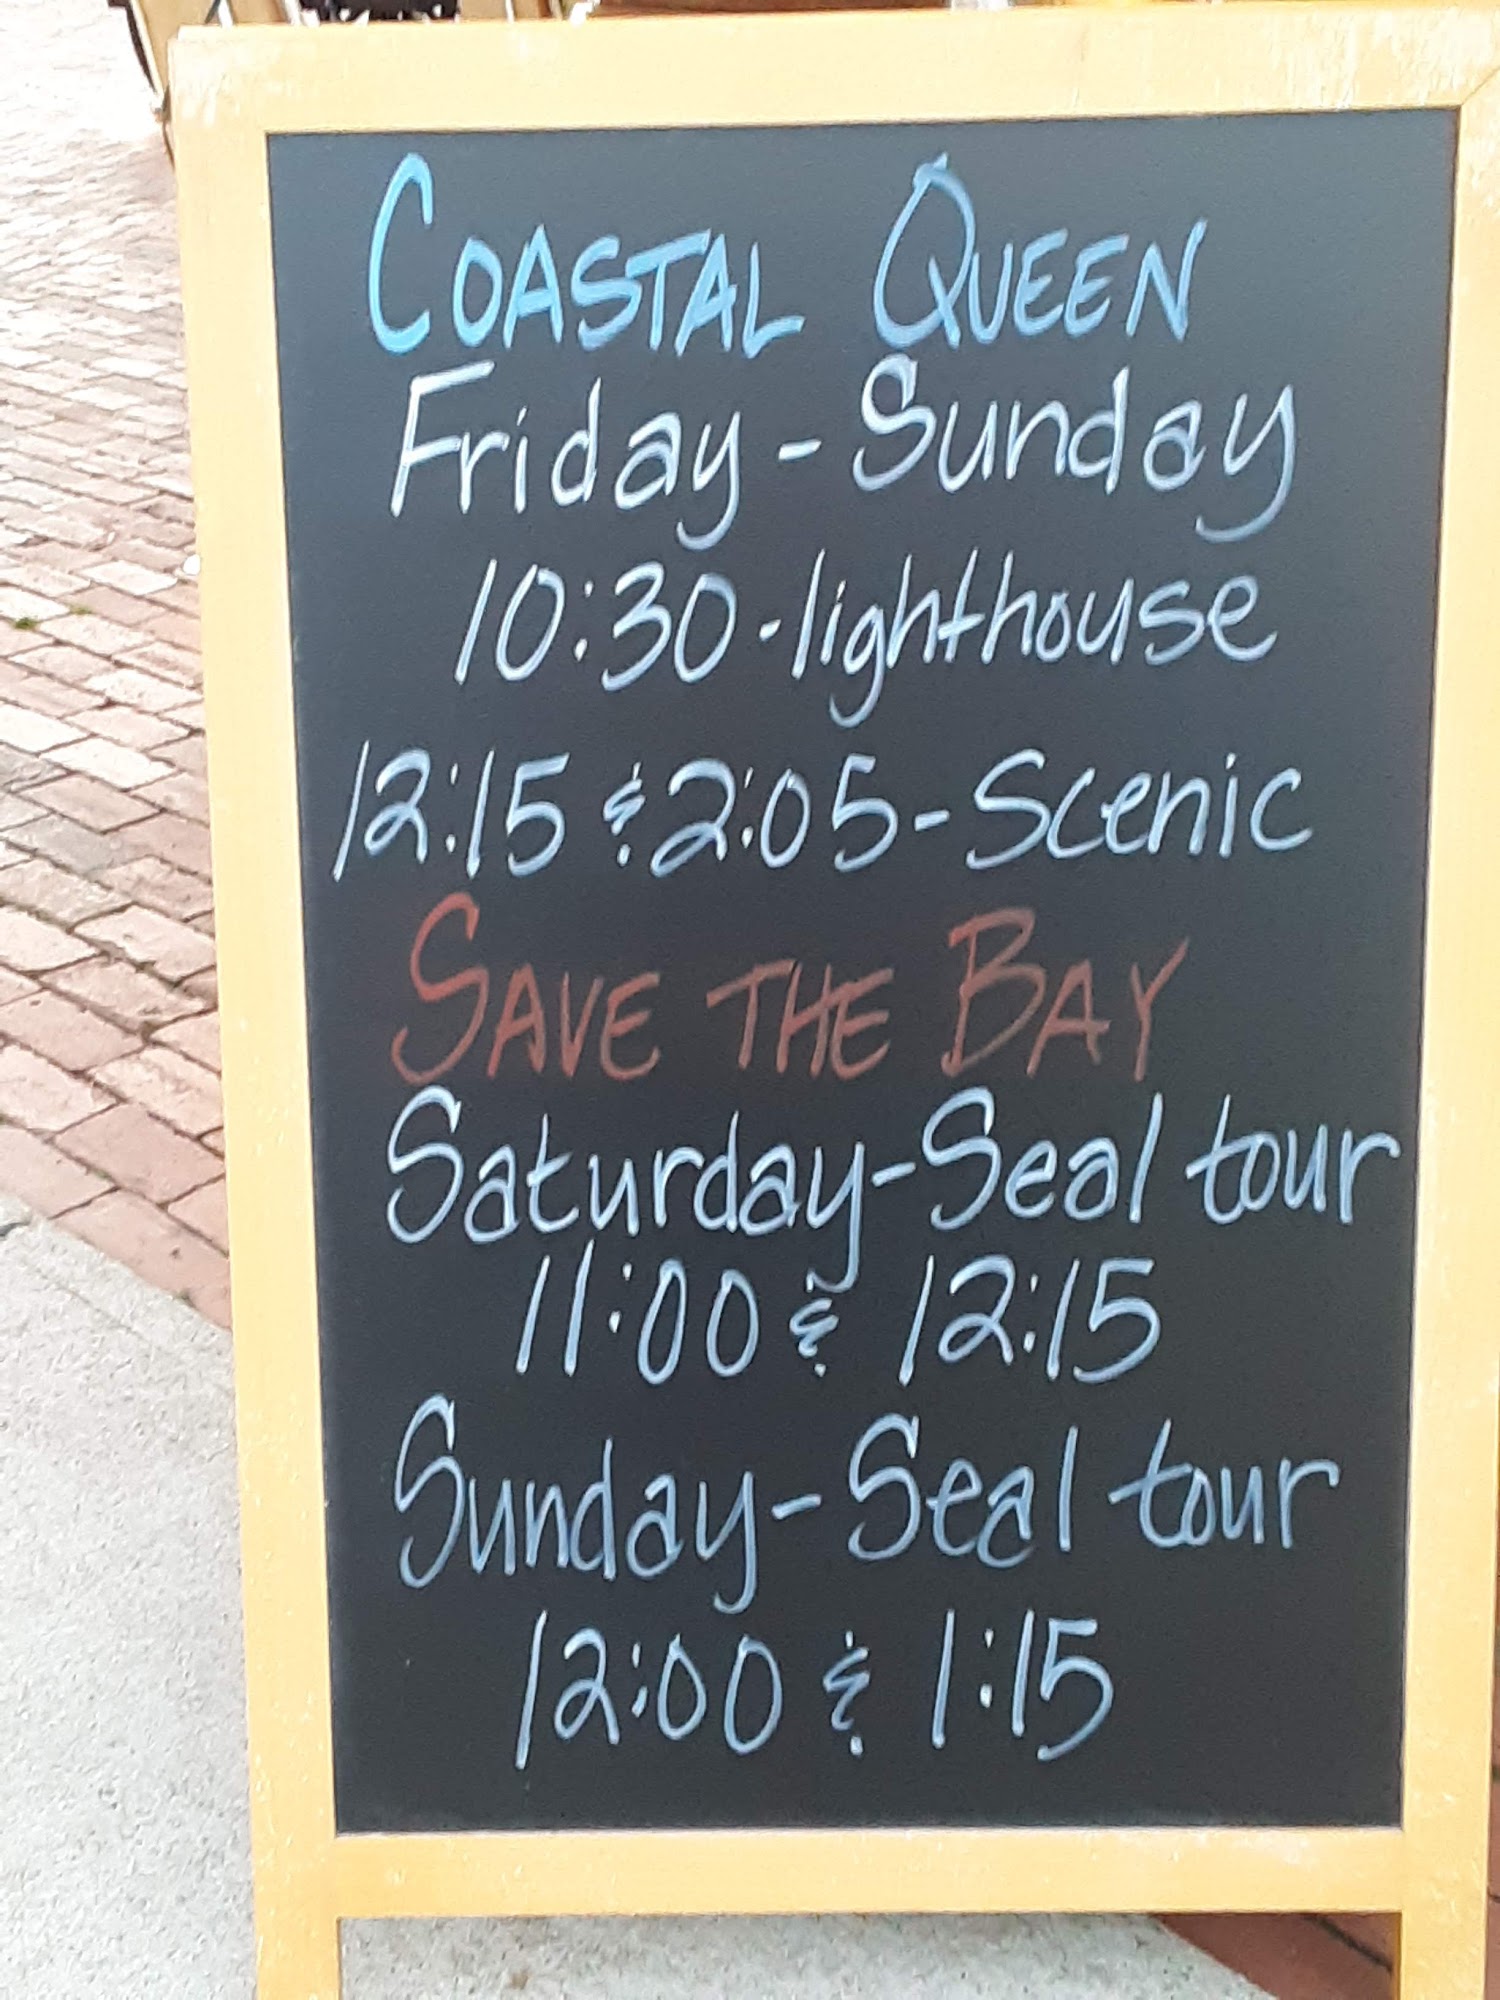 COASTAL QUEEN
Friday - Sunday
10:30 - lighthouse
12:15 & 2:05 - Scenic
SAVE THE BAY
Saturday - Seal tour
11:00 & 12:15
Sunday - Seal tour
12:00 & 1:15